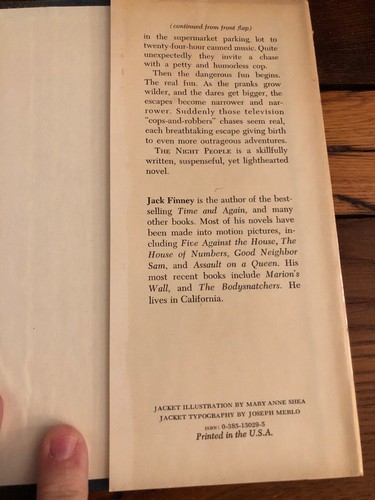 (continued from front flap)
in the supermarket parking lot to
twenty-four-hour canned music. Quite
unexpectedly they invite a chase
with a petty and humorless cop.
Then the dangerous fun begins.
The real fun. As the pranks grow
wilder, and the dares get bigger, the
escapes become narrower and nar-
rower. Suddenly those television
"cops-and-robbers" chases seem real,
each breathtaking escape giving birth
to even more outrageous adventures.
THE NIGHT PEOPLE is a skillfully
written, suspenseful, yet lighthearted
novel.
Jack Finney is the author of the best-
selling Time and Again, and many
other books. Most of his novels have
been made into motion pictures, in-
cluding Five Against the House, The
House of Numbers, Good Neighbor
Sam, and Assault on a Queen. His
most recent books include Marion's
Wall, and The Bodysnatchers. He
lives in California.
JACKET ILLUSTRATION BY MARY ANNE SHEA
JACKET TYPOGRAPHY BY JOSEPH MERLO
ISBN: 0-385-13029-5
Printed in the U.S.A.